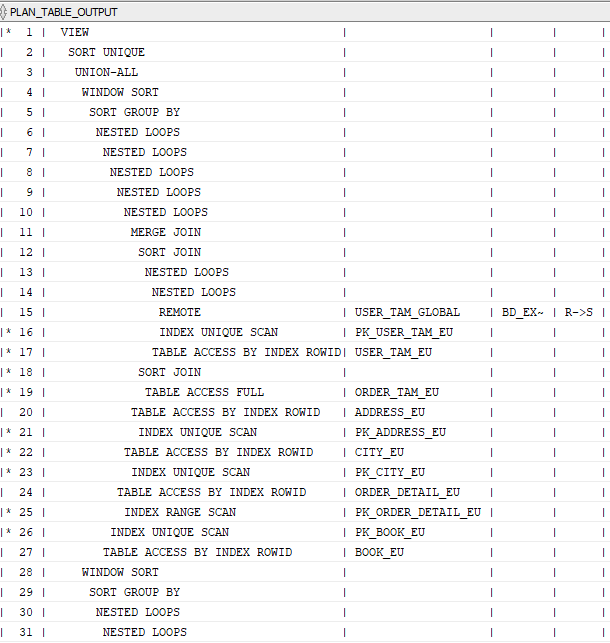 PLAN_TABLE_OUTPUT
|* 1 | VIEW | | | |
| 2 | SORT UNIQUE | | | |
| 3 | UNION-ALL | | | |
| 4 | WINDOW SORT | | | |
| 5 | SORT GROUP BY | | | |
| 6 | NESTED LOOPS | | | |
| 7 | NESTED LOOPS | | | |
| 8 | NESTED LOOPS | | | |
| 9 | NESTED LOOPS | | | |
| 10 | NESTED LOOPS | | | |
| 11 | MERGE JOIN | | | |
| 12 | SORT JOIN | | | |
| 13 | NESTED LOOPS | | | |
| 14 | NESTED LOOPS | | | |
| 15 | REMOTE | USER_TAM_GLOBAL | BD_EX~ | R->S |
|* 16 | INDEX UNIQUE SCAN | PK_USER_TAM_EU | | |
|* 17 | TABLE ACCESS BY INDEX ROWID| USER_TAM_EU | | |
|* 18 | SORT JOIN | | | |
|* 19 | TABLE ACCESS FULL | ORDER_TAM_EU | | |
| 20 | TABLE ACCESS BY INDEX ROWID | ADDRESS_EU | | |
|* 21 | INDEX UNIQUE SCAN | PK_ADDRESS_EU | | |
|* 22 | TABLE ACCESS BY INDEX ROWID | CITY_EU | | |
|* 23 | INDEX UNIQUE SCAN | PK_CITY_EU | | |
| 24 | TABLE ACCESS BY INDEX ROWID | ORDER_DETAIL_EU | | |
|* 25 | INDEX RANGE SCAN | PK_ORDER_DETAIL_EU | | |
|* 26 | INDEX UNIQUE SCAN | PK_BOOK_EU | | |
| 27 | TABLE ACCESS BY INDEX ROWID | BOOK_EU | | |
| 28 | WINDOW SORT | | | |
| 29 | SORT GROUP BY | | | |
| 30 | NESTED LOOPS | | | |
| 31 | NESTED LOOPS | | | |